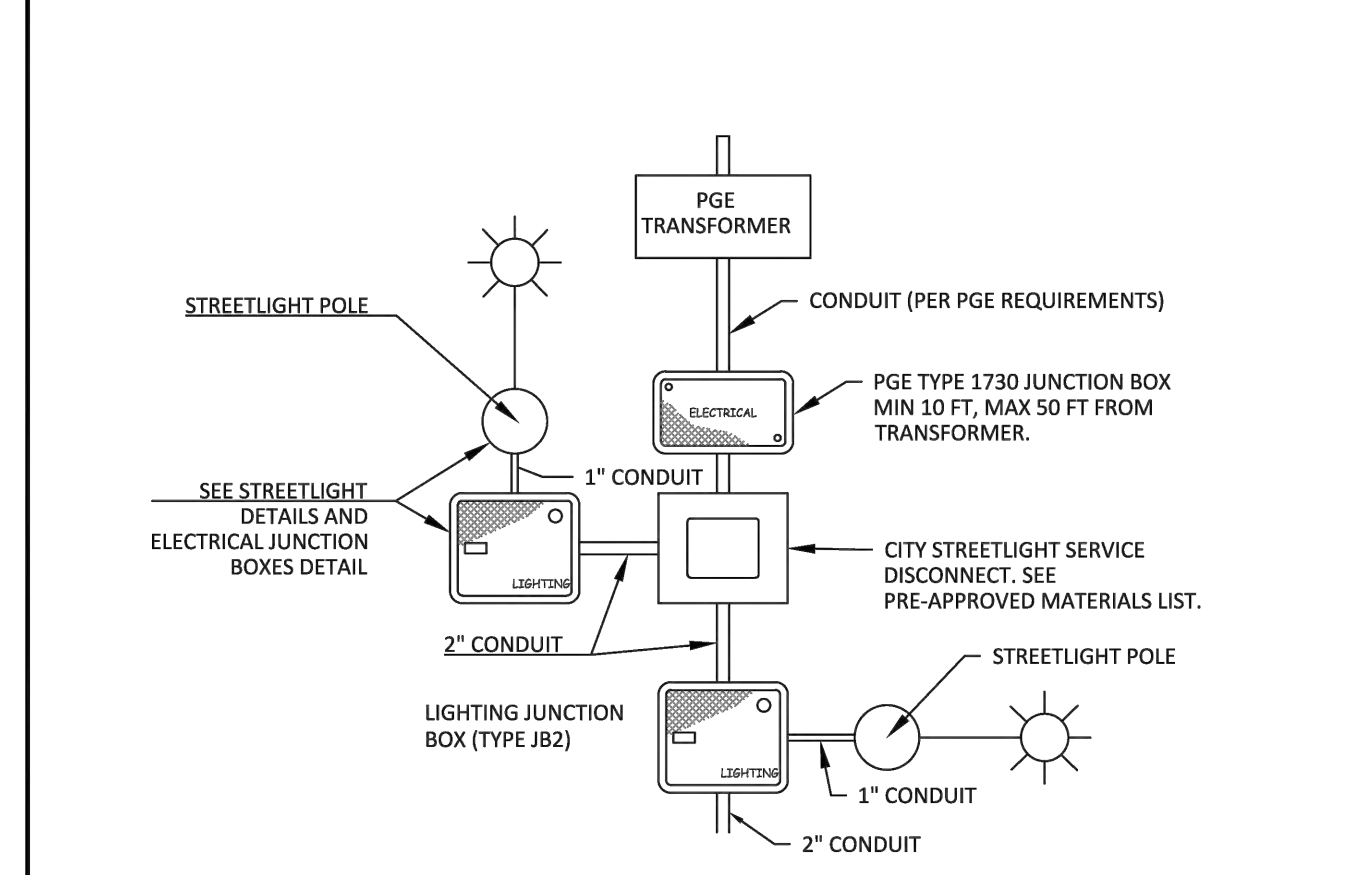 PGE
TRANSFORMER
STREETLIGHT POLE
CONDUIT (PER PGE REQUIREMENTS)
PGE TYPE 1730 JUNCTION BOX
MIN 10 FT, MAX 50 FT FROM
TRANSFORMER.
ELECTRICAL
1" CONDUIT
SEE STREETLIGHT
DETAILS AND
ELECTRICAL JUNCTION
BOXES DETAIL
LIGHTING
CITY STREETLIGHT SERVICE
DISCONNECT. SEE
PRE-APPROVED MATERIALS LIST.
2" CONDUIT
STREETLIGHT POLE
LIGHTING JUNCTION
BOX (TYPE JB2)
LIGHTING
1" CONDUIT
2" CONDUIT